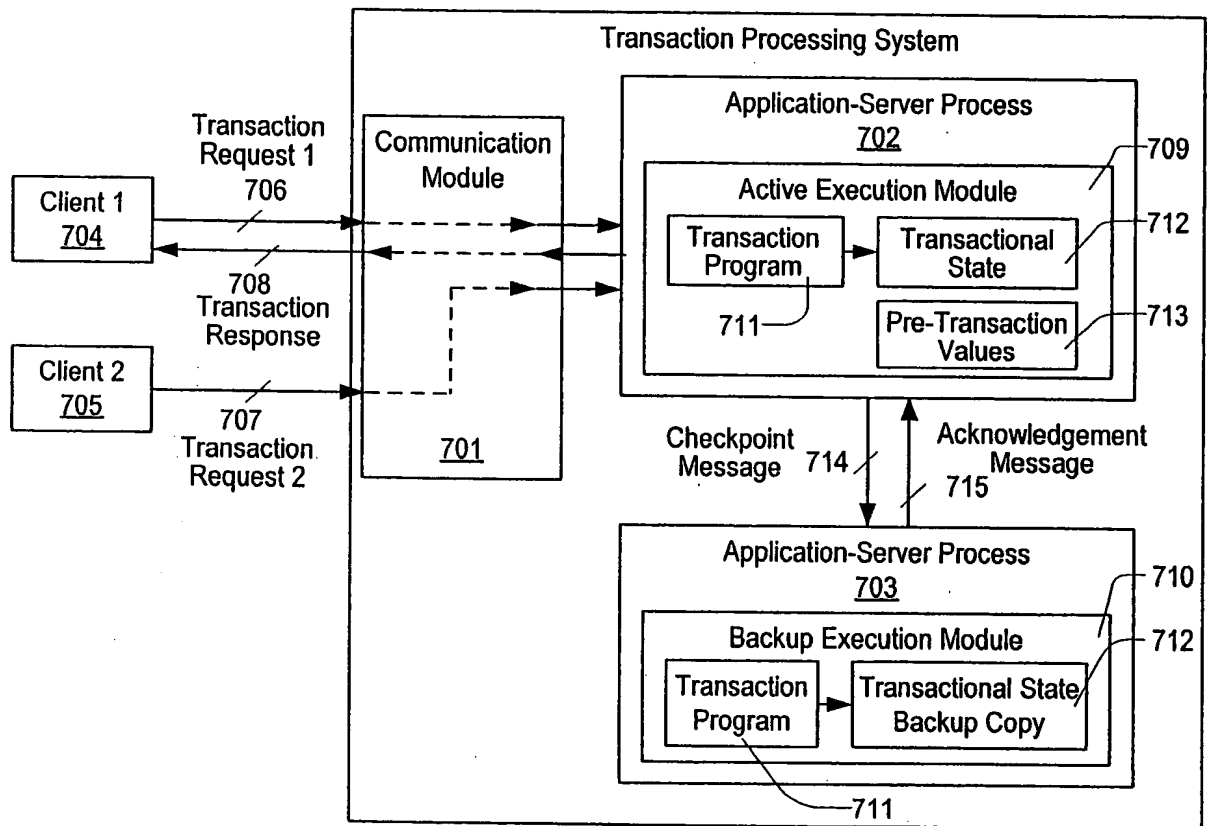 Transaction Processing System
Application-Server Process
702
709
Active Execution Module
Transaction
Program
711
Transactional
State
712
Pre-Transaction
Values
713
Communication
Module
701
Transaction
Request 1
706
Client 1
704
708
Transaction
Response
Client 2
705
707
Transaction
Request 2
Checkpoint
Message
714
Acknowledgement
Message
715
Application-Server Process
703
710
Backup Execution Module
712
Transaction
Program
Transactional State
Backup Copy
711